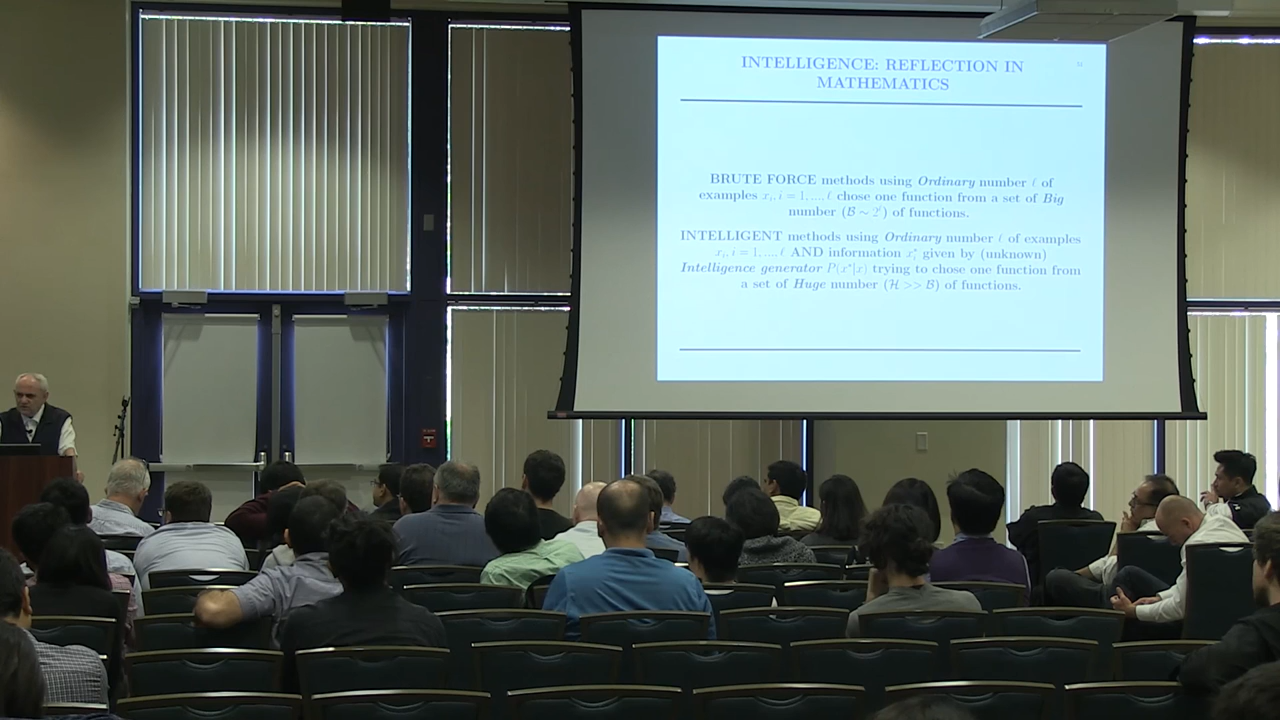 INTELLIGENCE: REFLECTION IN
MATHEMATICS
BRUTE FORCE methods using Ordinary number ℓ of
examples xᵢ, i = 1, ..., ℓ chose one function from a set of Big
number (ℬ ∼ 2ˡ) of functions.
INTELLIGENT methods using Ordinary number ℓ of examples
xᵢ, i = 1, ..., ℓ AND information xᵢ* given by (unknown)
Intelligence generator P(x*|x) trying to chose one function from
a set of Huge number (ℋ >> ℬ) of functions.